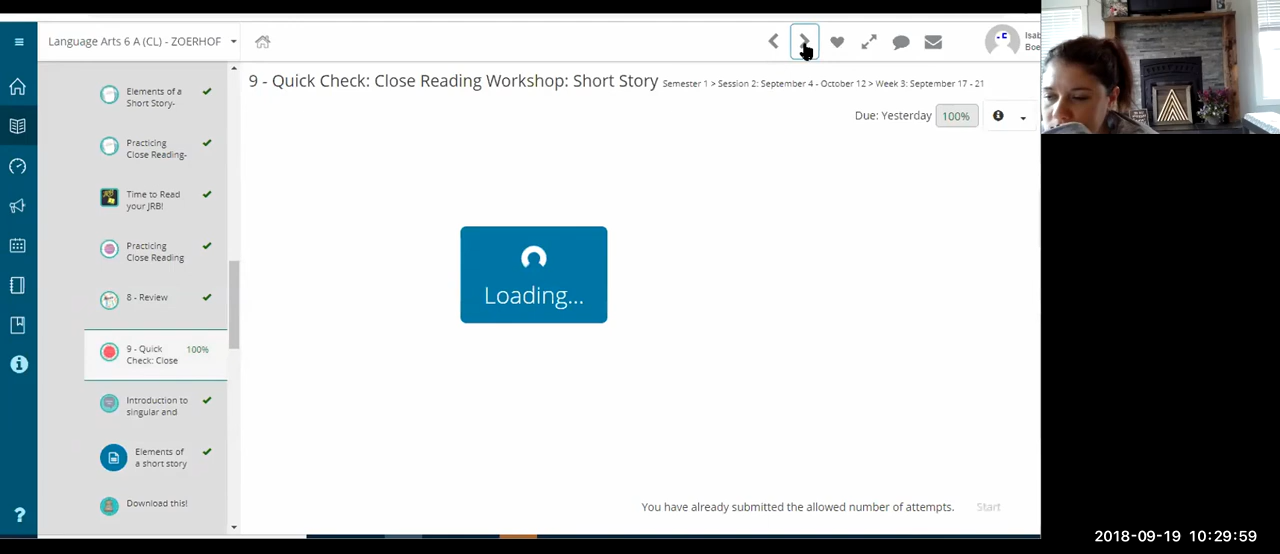 Language Arts 6 A (CL) - ZOERHOF
Isab
Boe
9 - Quick Check: Close Reading Workshop: Short Story
Semester 1 > Session 2: September 4 - October 12 > Week 3: September 17 - 21
Due: Yesterday
100%
Elements of a
Short Story-
Practicing
Close Reading-
Time to Read
your JRB!
Practicing
Close Reading
8 - Review
9 - Quick
Check: Close
100%
Introduction to
singular and
Elements of
a short story
Download this!
Loading...
You have already submitted the allowed number of attempts.
Start
2018-09-19 10:29:59